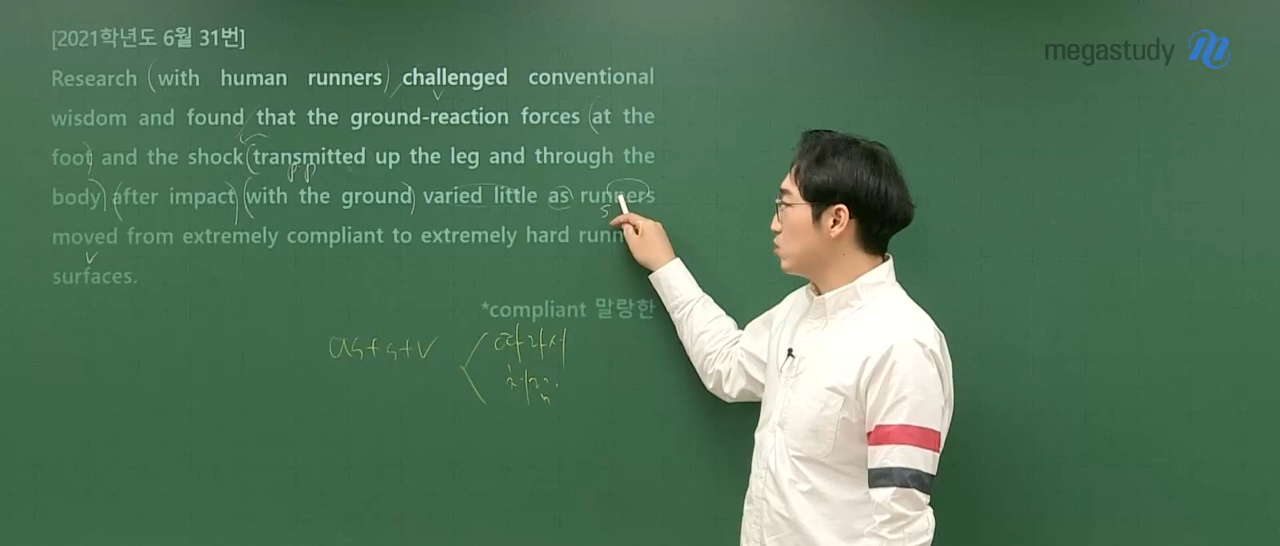 [2021학년도 6월 31번]
megastudy
Research (with human runners) challenged conventional
wisdom and found that the ground-reaction forces (at the
foot) and the shock (transmitted up the leg and through the
p.p
body) (after impact) (with the ground) varied little as runners
s
moved from extremely compliant to extremely hard
v
surfaces.
*compliant 말랑한
as+s+v
따라서